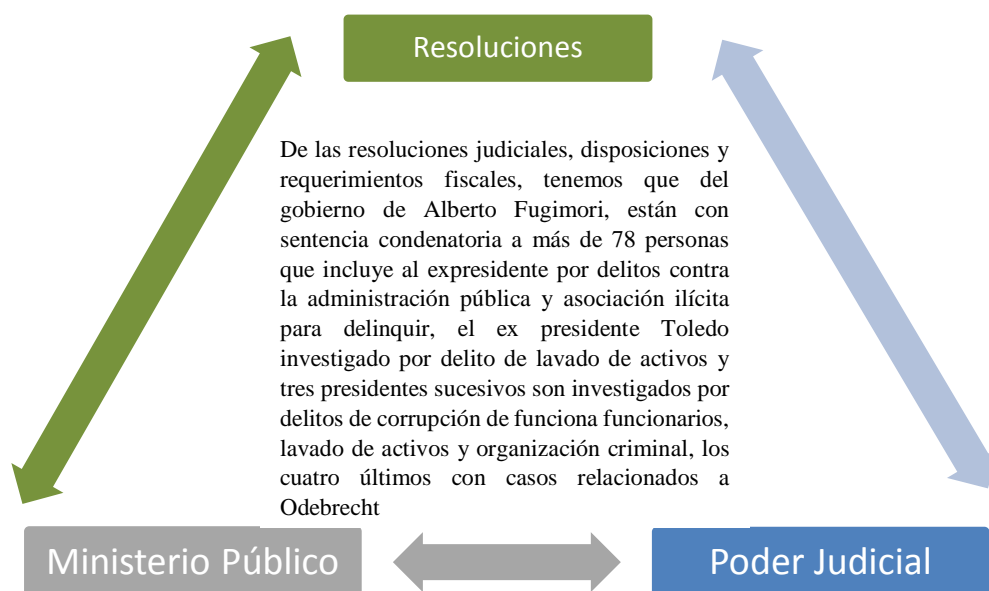 Resoluciones
De las resoluciones judiciales, disposiciones y
requerimientos fiscales, tenemos que del
gobierno de Alberto Fugimori, están con
sentencia condenatoria a más de 78 personas
que incluye al expresidente por delitos contra
la administración pública y asociación ilícita
para delinquir, el ex presidente Toledo
investigado por delito de lavado de activos y
tres presidentes sucesivos son investigados por
delitos de corrupción de funciona funcionarios,
lavado de activos y organización criminal, los
cuatro últimos con casos relacionados a
Odebrecht
Ministerio Público
Poder Judicial